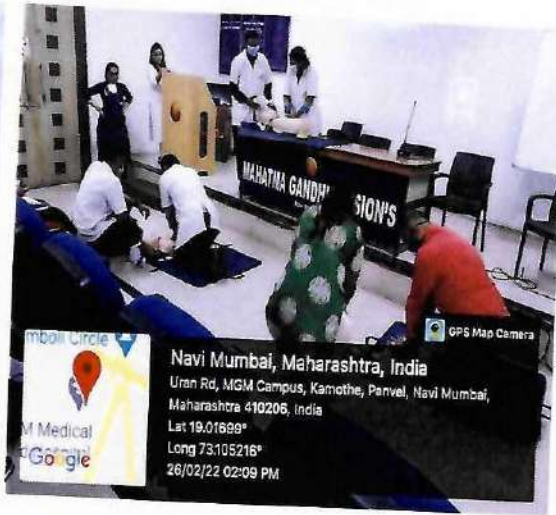 MAHATMA GANDHI
SION'S
GPS Map Camera
Navi Mumbai, Maharashtra, India
Uran Rd, MGM Campus, Kamothe, Panvel, Navi Mumbai,
Maharashtra 410206, India
Lat 19.01699°
Long 73.105216°
26/02/22 02:09 PM
mboli Circle
M Medical
Google